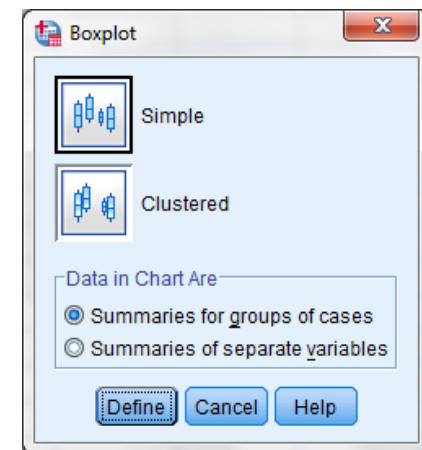 Boxplot
Simple
Clustered
Data in Chart Are
Summaries for groups of cases
Summaries of separate variables
Define Cancel Help